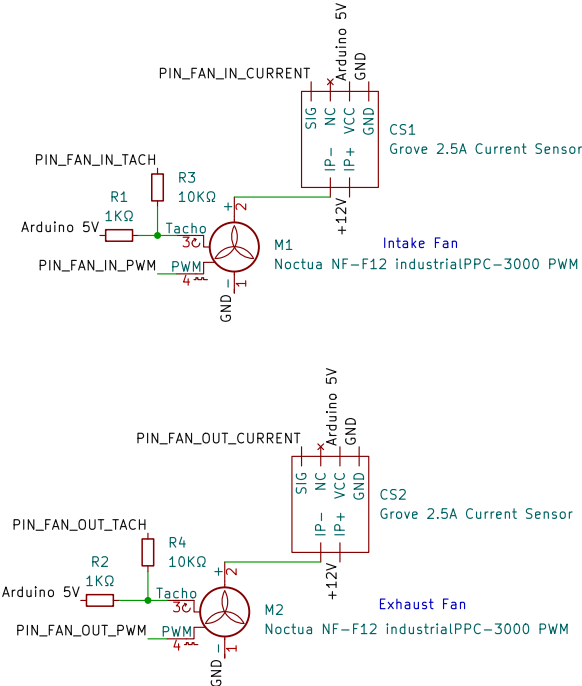 Arduino 5V
GND
PIN_FAN_IN_CURRENT
SIG
NC
VCC
GND
CS1
Grove 2.5A Current Sensor
IP-
IP+
PIN_FAN_IN_TACH
R3
10KΩ
R1
1KΩ
+
2
+12V
Arduino 5V
Tacho
3
Intake Fan
M1
PIN_FAN_IN_PWM
PWM
4
Noctua NF-F12 industrialPPC-3000 PWM
-
1
GND
Arduino 5V
GND
PIN_FAN_OUT_CURRENT
SIG
NC
VCC
GND
CS2
Grove 2.5A Current Sensor
IP-
IP+
PIN_FAN_OUT_TACH
R4
10KΩ
R2
1KΩ
+
2
+12V
Arduino 5V
Tacho
3
Exhaust Fan
M2
PIN_FAN_OUT_PWM
PWM
4
Noctua NF-F12 industrialPPC-3000 PWM
-
1
GND